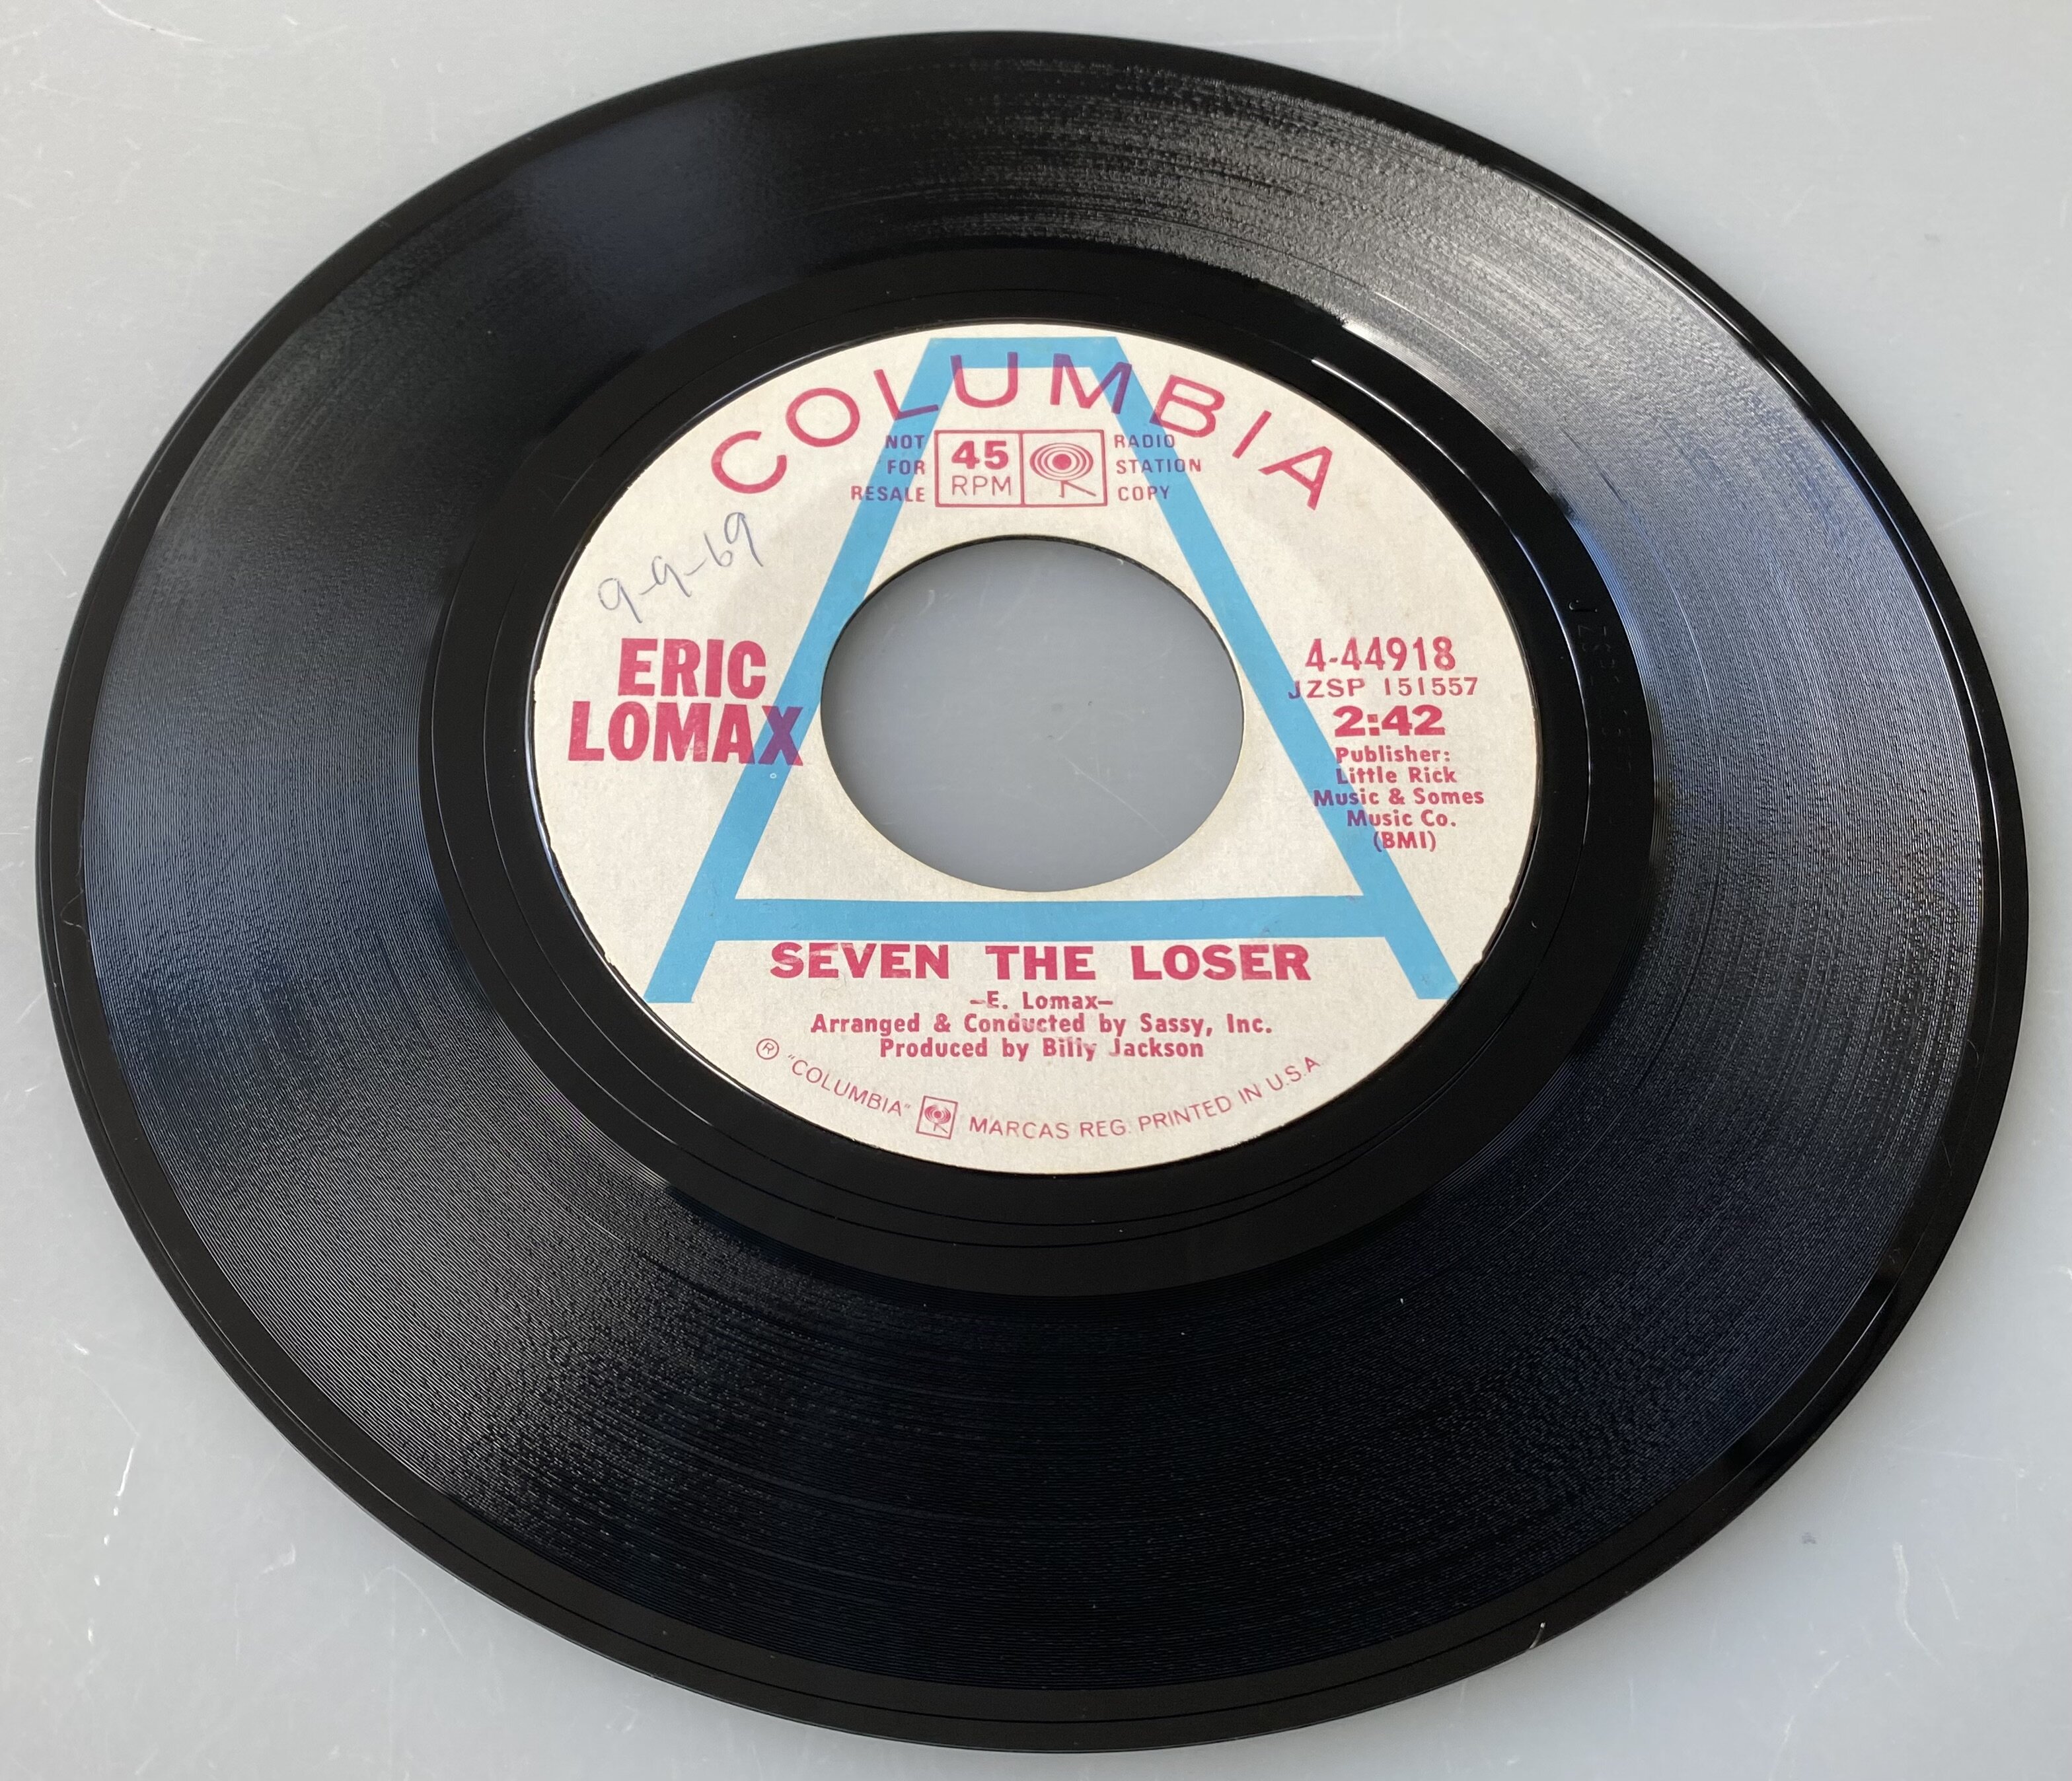 COLUMBIA
NOT
FOR
RESALE
45
RPM
RADIO
STATION
COPY
9-9-69
ERIC
LOMAX
4-44918
JZSP 151557
2:42
Publisher:
Little Rick
Music & Somes
Music Co.
(BMI)
SEVEN THE LOSER
–E. Lomax–
Arranged & Conducted by Sassy, Inc.
Produced by Billy Jackson
® "COLUMBIA" MARCAS REG. PRINTED IN U.S.A